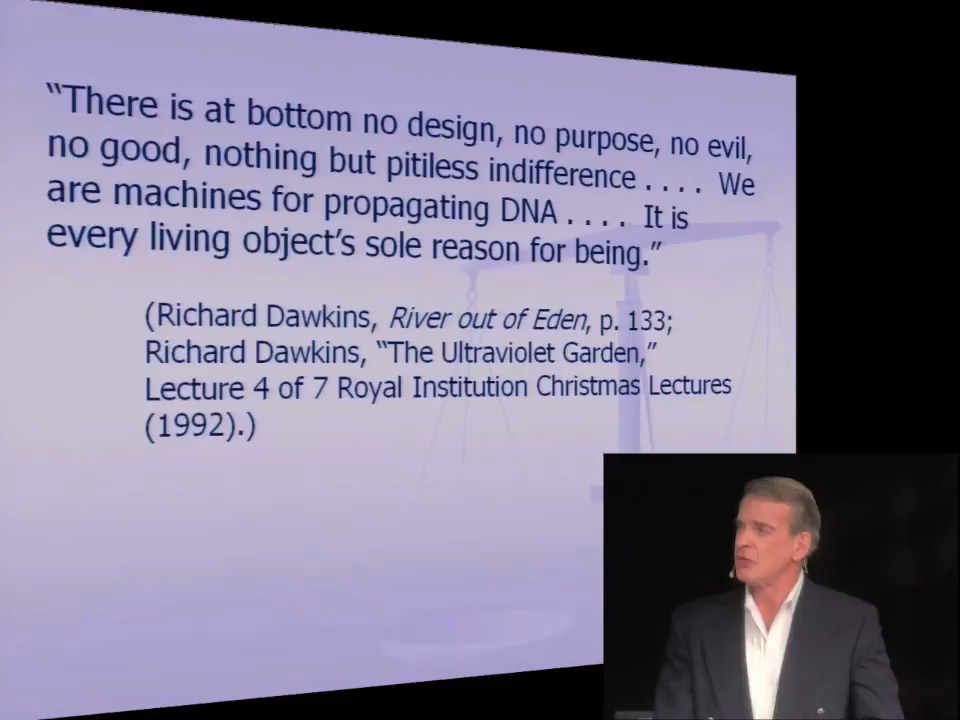 “There is at bottom no design, no purpose, no evil,
no good, nothing but pitiless indifference . . . . We
are machines for propagating DNA . . . . It is
every living object’s sole reason for being.”
(Richard Dawkins, River out of Eden, p. 133;
Richard Dawkins, “The Ultraviolet Garden,”
Lecture 4 of 7 Royal Institution Christmas Lectures
(1992).)